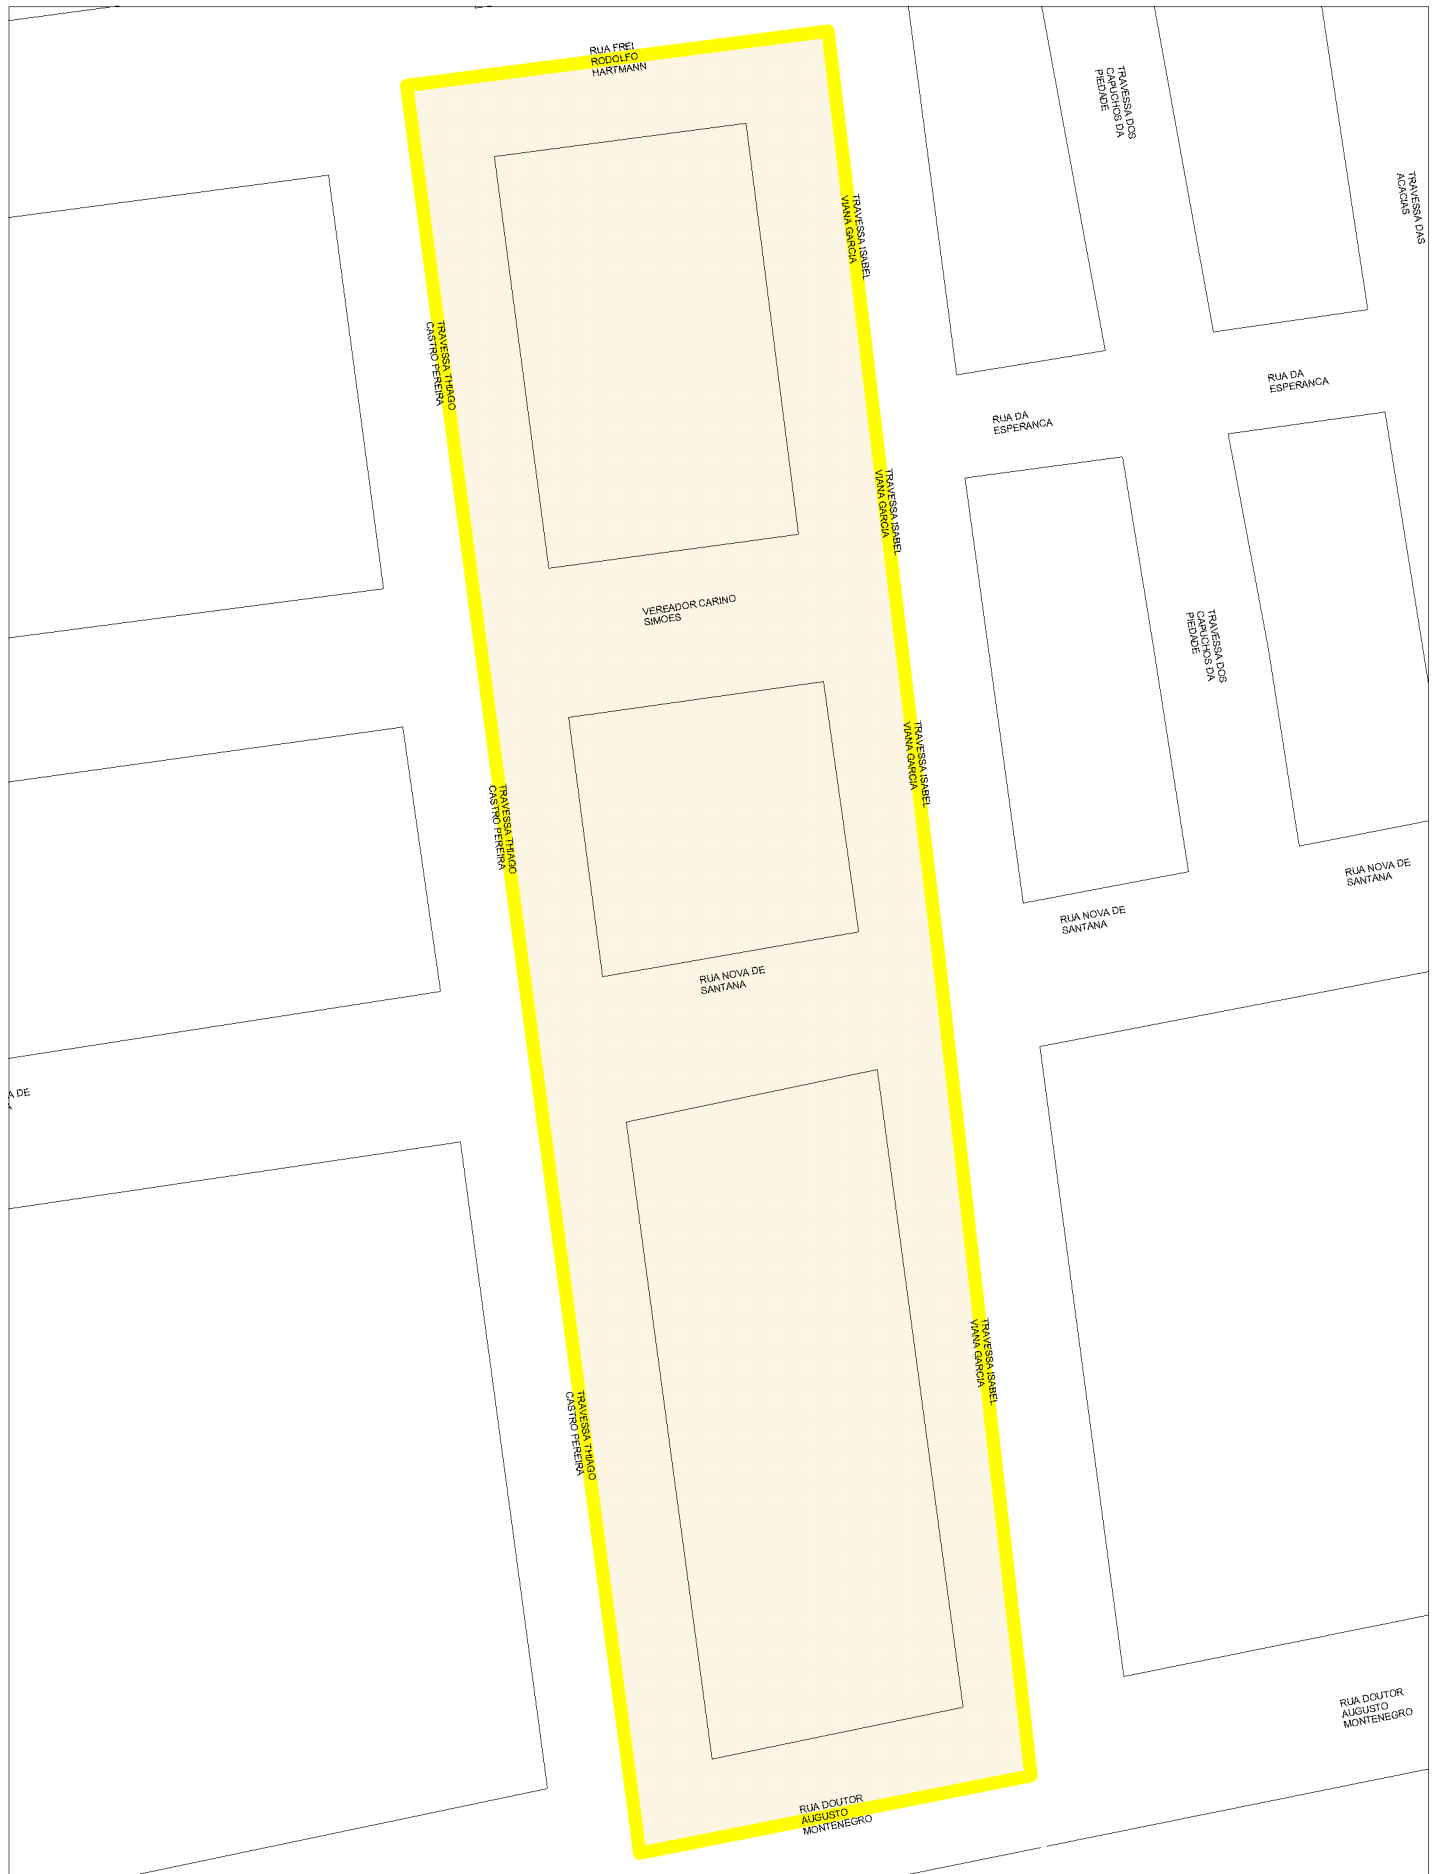 RUA FREI
RODOLFO
HARTMANN
TRAVESSA DOS
CAPUCHOS DA
PIEDADE
TRAVESSA DAS
ACACIAS
TRAVESSA ISABEL
VIANA GARCIA
TRAVESSA THIAGO
CASTRO PEREIRA
RUA DA
ESPERANCA
RUA DA
ESPERANCA
TRAVESSA ISABEL
VIANA GARCIA
VEREADOR CARINO
SIMOES
TRAVESSA DOS
CAPUCHOS DA
PIEDADE
TRAVESSA ISABEL
VIANA GARCIA
TRAVESSA THIAGO
CASTRO PEREIRA
RUA NOVA DE
SANTANA
RUA NOVA DE
SANTANA
RUA NOVA DE
SANTANA
A DE
A
TRAVESSA ISABEL
VIANA GARCIA
TRAVESSA THIAGO
CASTRO PEREIRA
RUA DOUTOR
AUGUSTO
MONTENEGRO
RUA DOUTOR
AUGUSTO
MONTENEGRO